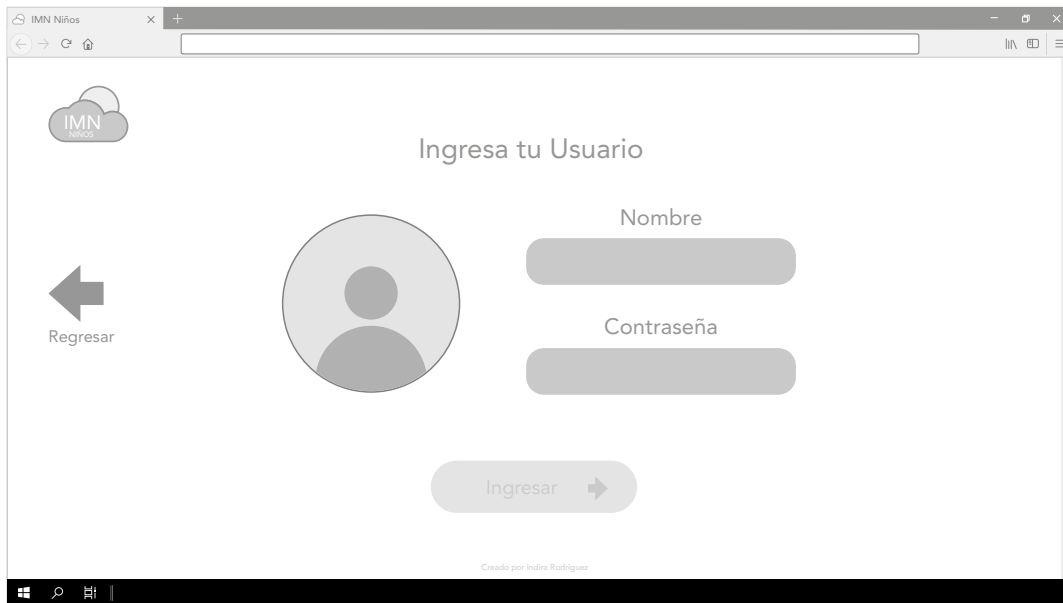 IMN Niños
IMN
NIÑOS
Ingresa tu Usuario
Nombre
Contraseña
Regresar
Ingresar
Creado por Indira Rodríguez